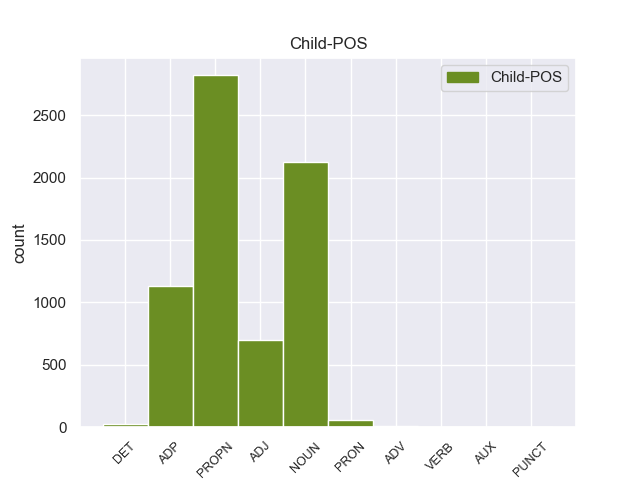 Child-POS
Child-POS
count
2500
2000
1500
1000
500
0
DET ADP PROPN ADJ NOUN PRON ADV VERB AUX PUNCT